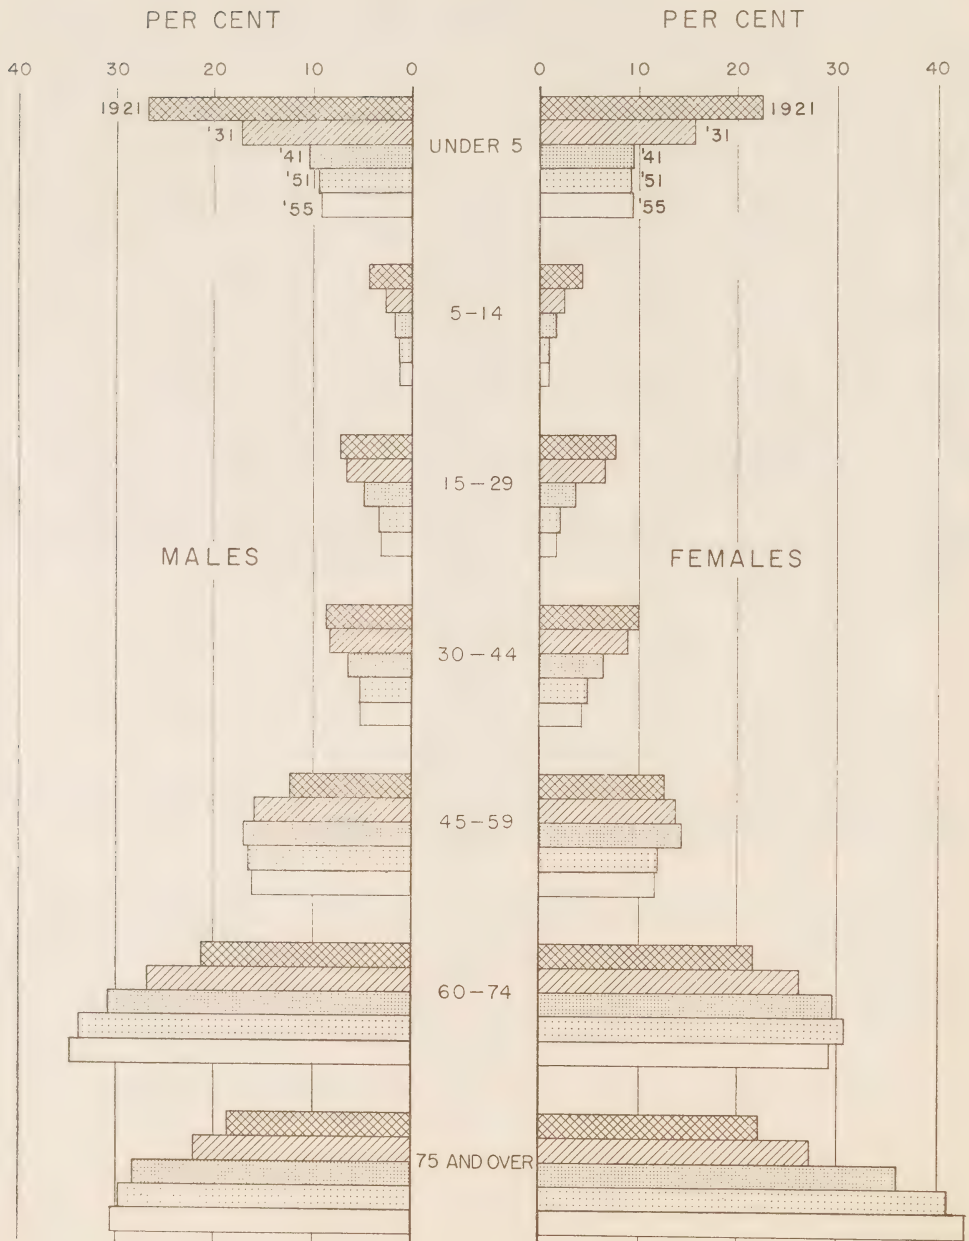 PER CENT PER CENT
40 30 20 10 0 0 10 20 30 40
1921 1921
'31 UNDER 5 '31
'41 '41
'51 '51
'55 '55
5-14
15-29
MALES FEMALES
30-44
45-59
60-74
75 AND OVER